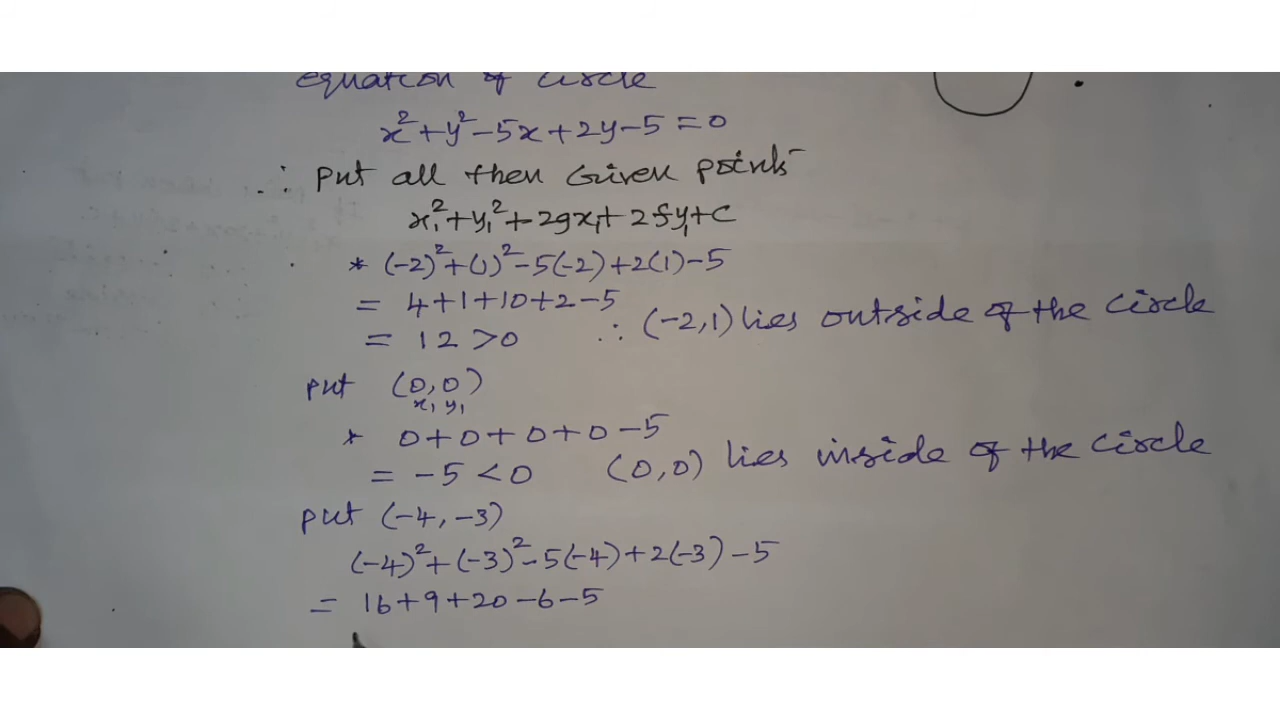 Equation of circle
x²+y²-5x+2y-5=0
∴ put all then Given points
x₁²+y₁²+2gx₁+2fy₁+c
* (-2)²+(1)²-5(-2)+2(1)-5
= 4+1+10+2-5
= 12>0 ∴ (-2,1) lies outside of the circle
put (0,0)
x₁ y₁
* 0+0+0+0-5
= -5<0 (0,0) lies inside of the circle
put (-4,-3)
(-4)²+(-3)²-5(-4)+2(-3)-5
= 16+9+20-6-5